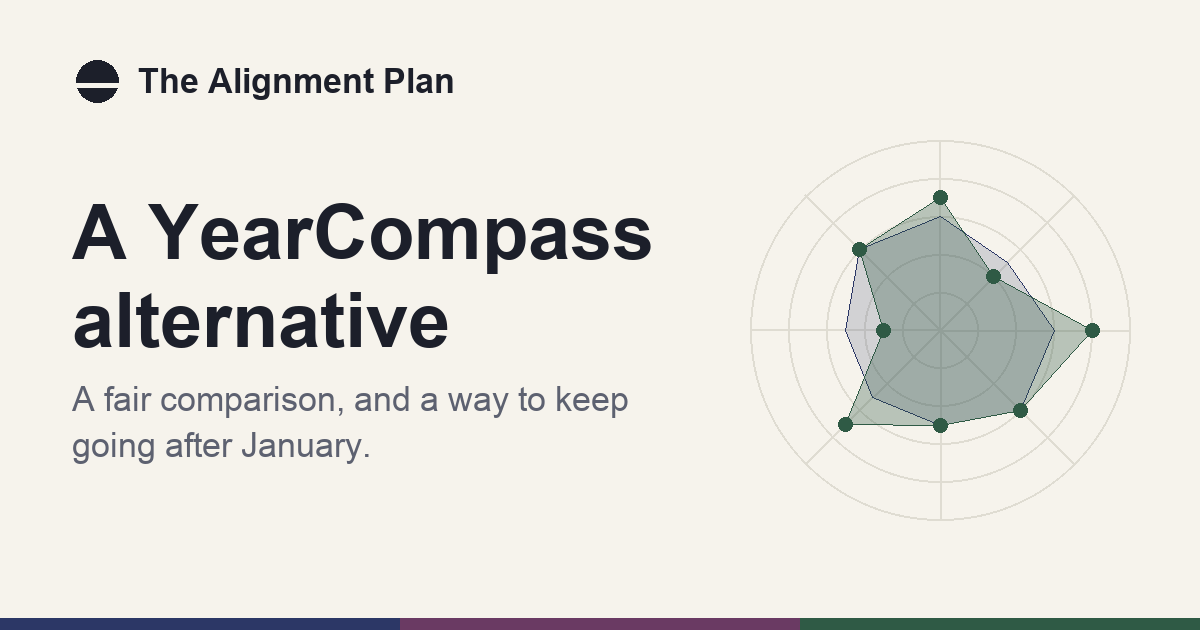 The Alignment Plan
A YearCompass
alternative
A fair comparison, and a way to keep
going after January.